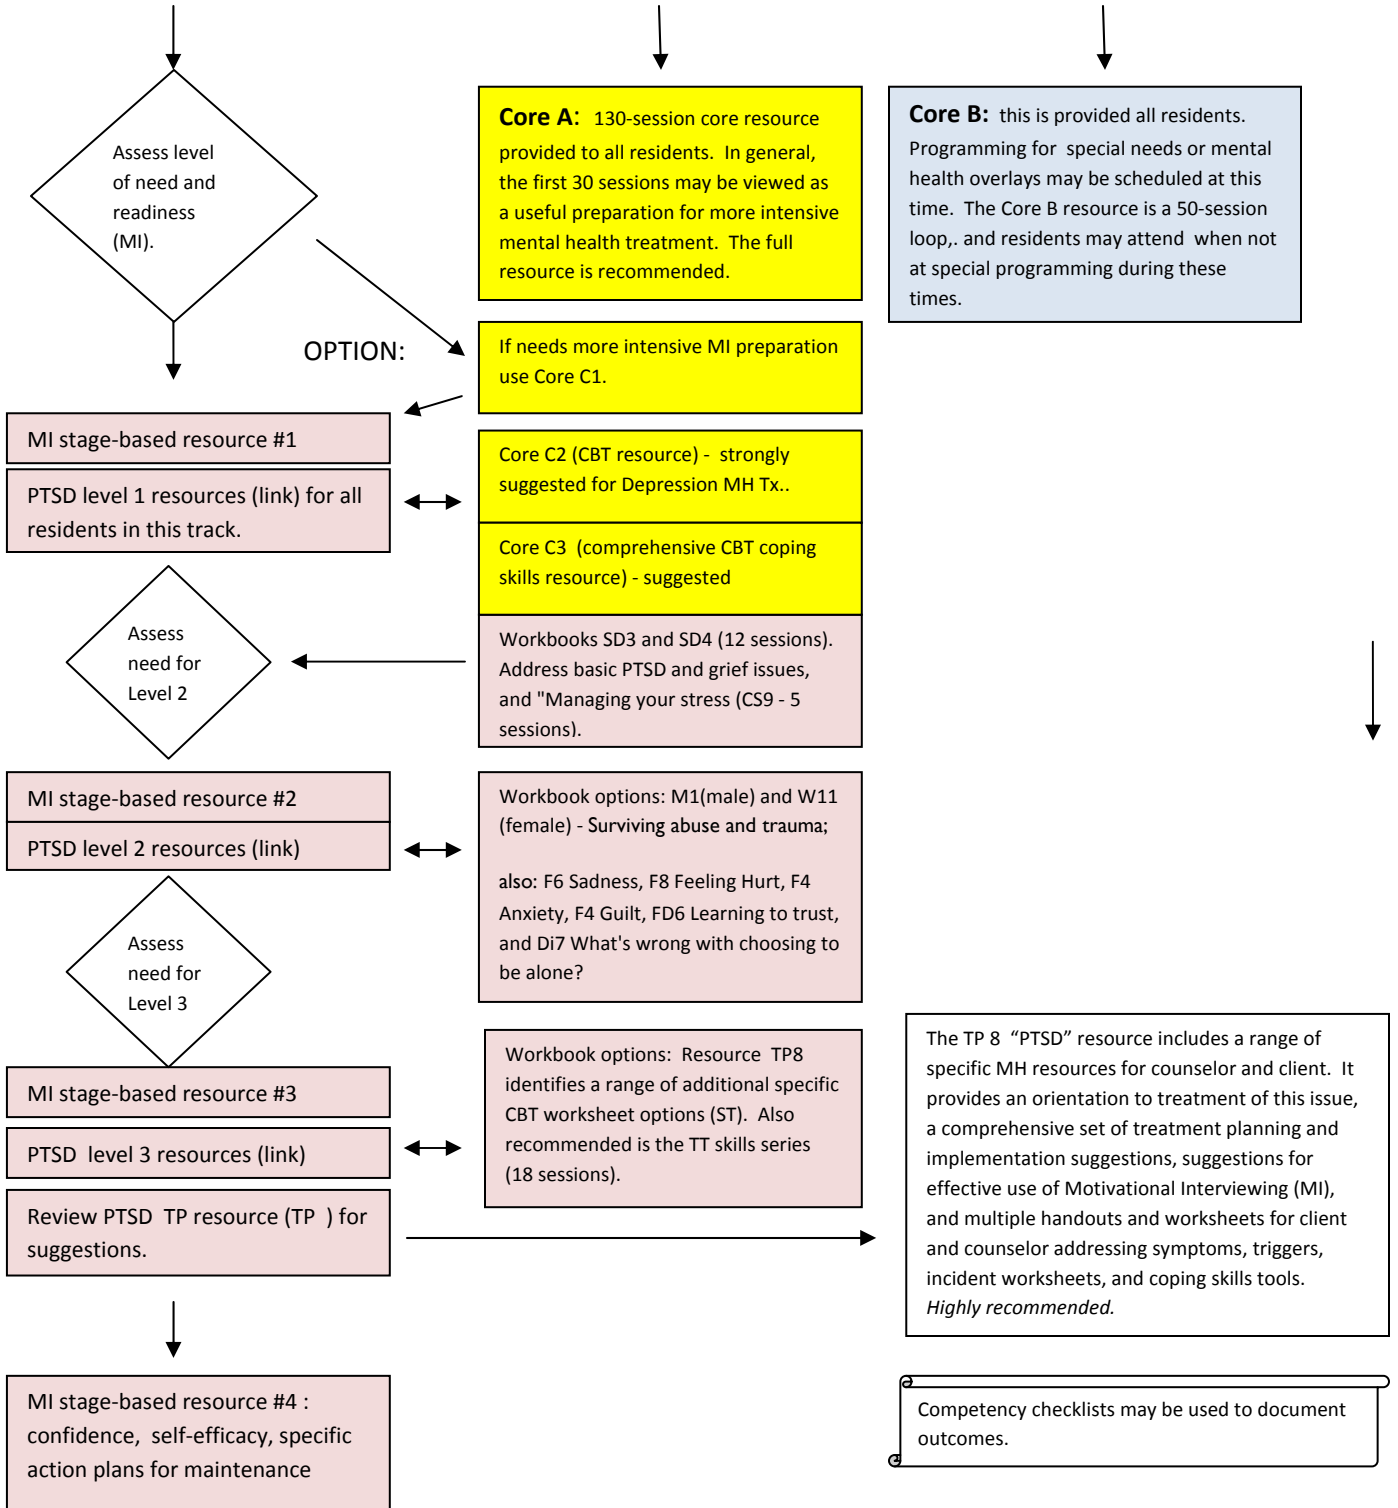 Assess level
of need and
readiness
(MI).
Core A: 130-session core resource
provided to all residents. In general,
the first 30 sessions may be viewed as
a useful preparation for more intensive
mental health treatment. The full
resource is recommended.
Core B: this is provided all residents.
Programming for special needs or mental
health overlays may be scheduled at this
time. The Core B resource is a 50-session
loop,. and residents may attend when not
at special programming during these
times.
OPTION:
If needs more intensive MI preparation
use Core C1.
MI stage-based resource #1
PTSD level 1 resources (link) for all
residents in this track.
Core C2 (CBT resource) - strongly
suggested for Depression MH Tx..
Core C3 (comprehensive CBT coping
skills resource) - suggested
Workbooks SD3 and SD4 (12 sessions).
Address basic PTSD and grief issues,
and "Managing your stress (CS9 - 5
sessions).
Assess
need for
Level 2
MI stage-based resource #2
PTSD level 2 resources (link)
Workbook options: M1(male) and W11
(female) - Surviving abuse and trauma;
also: F6 Sadness, F8 Feeling Hurt, F4
Anxiety, F4 Guilt, FD6 Learning to trust,
and Di7 What's wrong with choosing to
be alone?
Assess
need for
Level 3
MI stage-based resource #3
PTSD level 3 resources (link)
Review PTSD TP resource (TP ) for
suggestions.
Workbook options: Resource TP8
identifies a range of additional specific
CBT worksheet options (ST). Also
recommended is the TT skills series
(18 sessions).
The TP 8 “PTSD” resource includes a range of
specific MH resources for counselor and client. It
provides an orientation to treatment of this issue,
a comprehensive set of treatment planning and
implementation suggestions, suggestions for
effective use of Motivational Interviewing (MI),
and multiple handouts and worksheets for client
and counselor addressing symptoms, triggers,
incident worksheets, and coping skills tools.
Highly recommended.
MI stage-based resource #4 :
confidence, self-efficacy, specific
action plans for maintenance
Competency checklists may be used to document
outcomes.